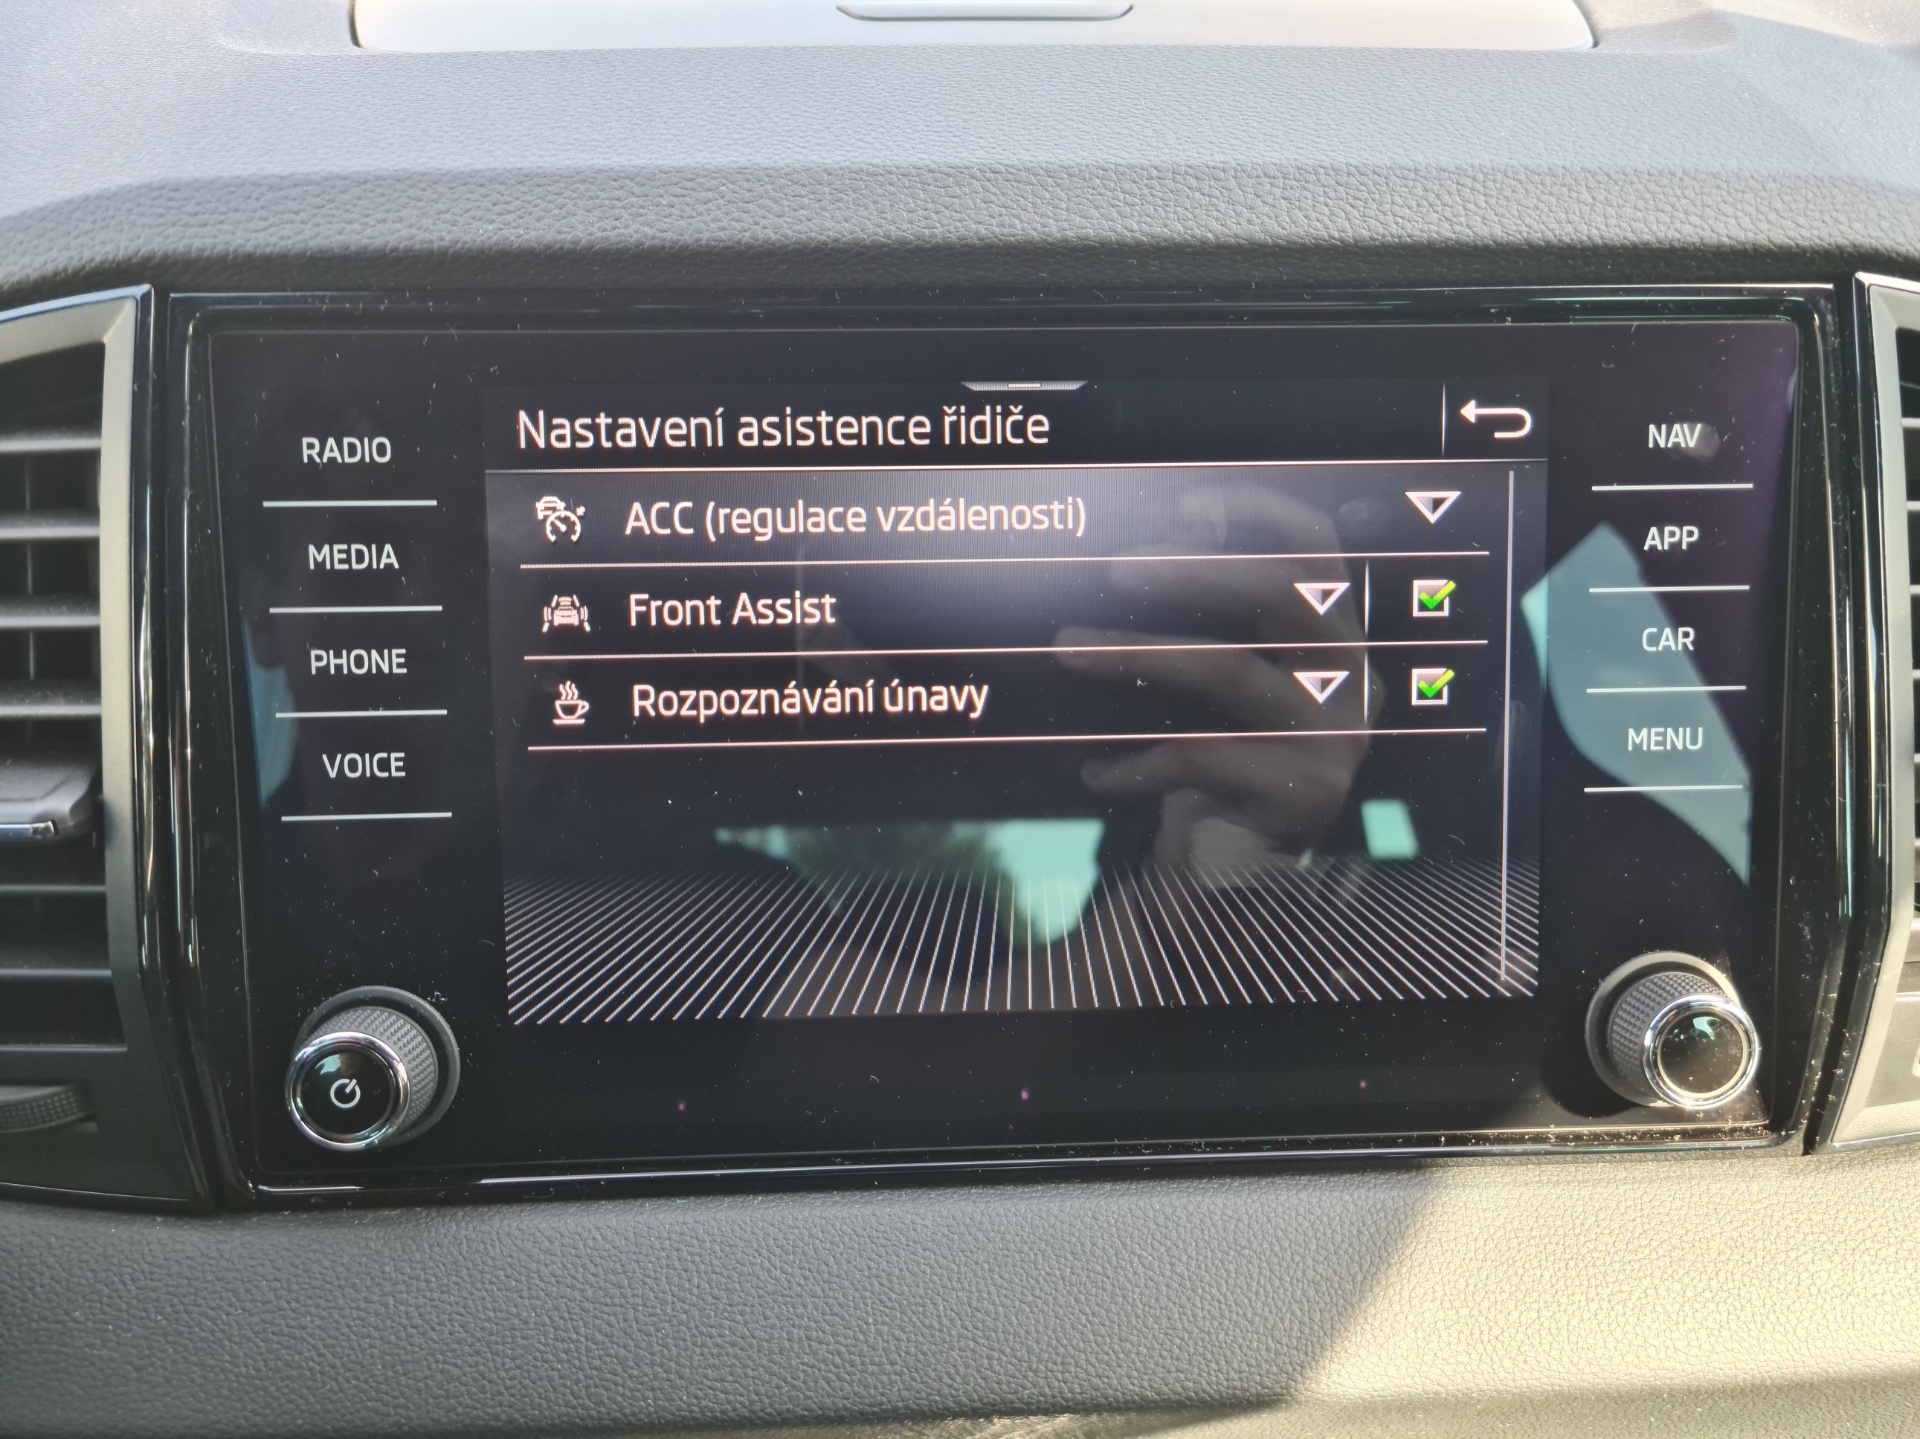 Nastavení asistence řidiče
ACC (regulace vzdálenosti)
Front Assist
Rozpoznávání únavy
RADIO
MEDIA
PHONE
VOICE
NAV
APP
CAR
MENU